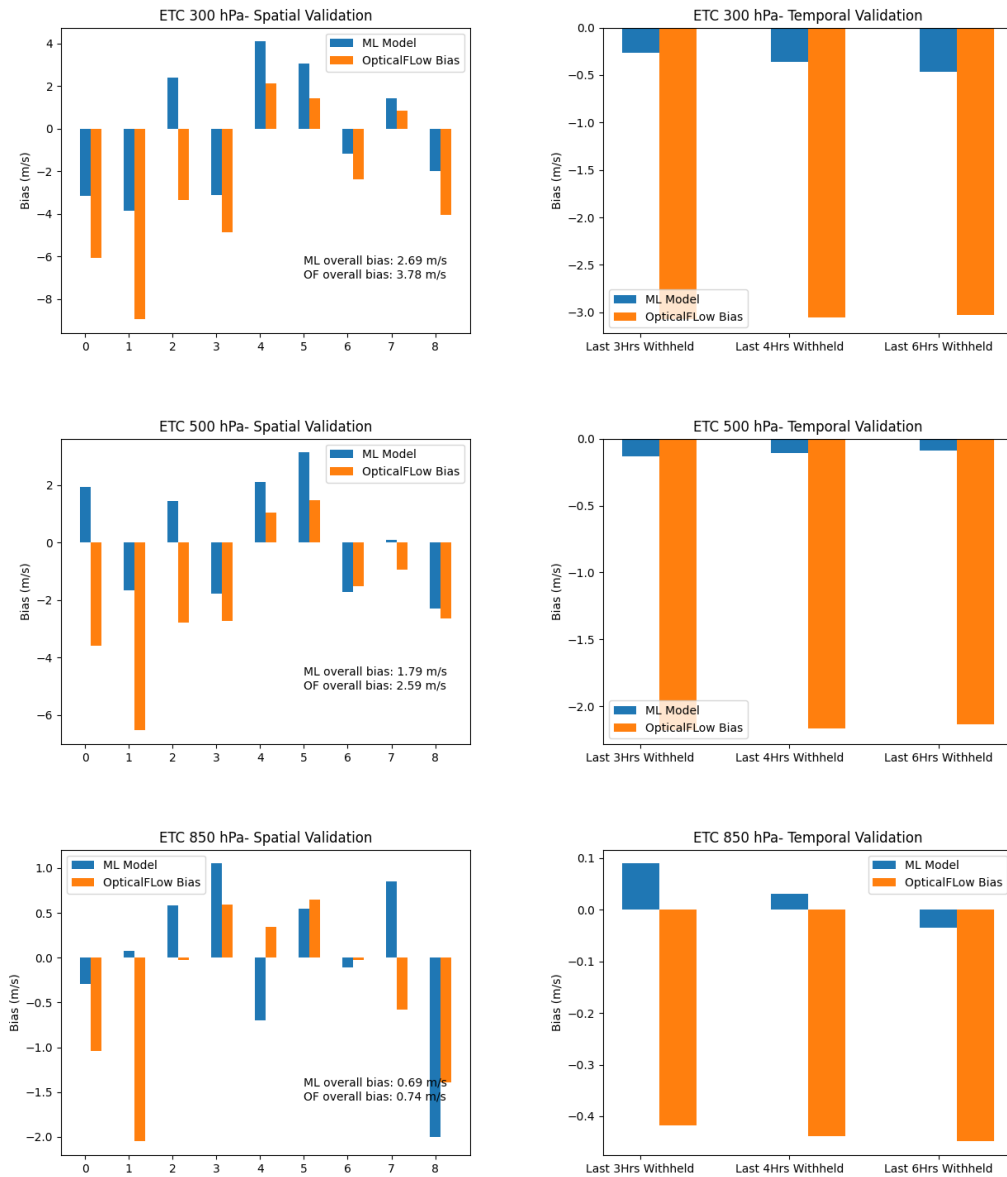 ETC 300 hPa- Spatial Validation
4
2
0
−2
−4
−6
−8
Bias (m/s)
ML Model
OpticalFLow Bias
ML overall bias: 2.69 m/s
OF overall bias: 3.78 m/s
0 1 2 3 4 5 6 7 8
ETC 300 hPa- Temporal Validation
0.0
−0.5
−1.0
−1.5
−2.0
−2.5
−3.0
Bias (m/s)
ML Model
OpticalFLow Bias
Last 3Hrs Withheld Last 4Hrs Withheld Last 6Hrs Withheld
ETC 500 hPa- Spatial Validation
2
0
−2
−4
−6
Bias (m/s)
ML Model
OpticalFLow Bias
ML overall bias: 1.79 m/s
OF overall bias: 2.59 m/s
0 1 2 3 4 5 6 7 8
ETC 500 hPa- Temporal Validation
0.0
−0.5
−1.0
−1.5
−2.0
Bias (m/s)
ML Model
OpticalFLow Bias
Last 3Hrs Withheld Last 4Hrs Withheld Last 6Hrs Withheld
ETC 850 hPa- Spatial Validation
1.0
0.5
0.0
−0.5
−1.0
−1.5
−2.0
Bias (m/s)
ML Model
OpticalFLow Bias
ML overall bias: 0.69 m/s
OF overall bias: 0.74 m/s
0 1 2 3 4 5 6 7 8
ETC 850 hPa- Temporal Validation
0.1
0.0
−0.1
−0.2
−0.3
−0.4
Bias (m/s)
ML Model
OpticalFLow Bias
Last 3Hrs Withheld Last 4Hrs Withheld Last 6Hrs Withheld